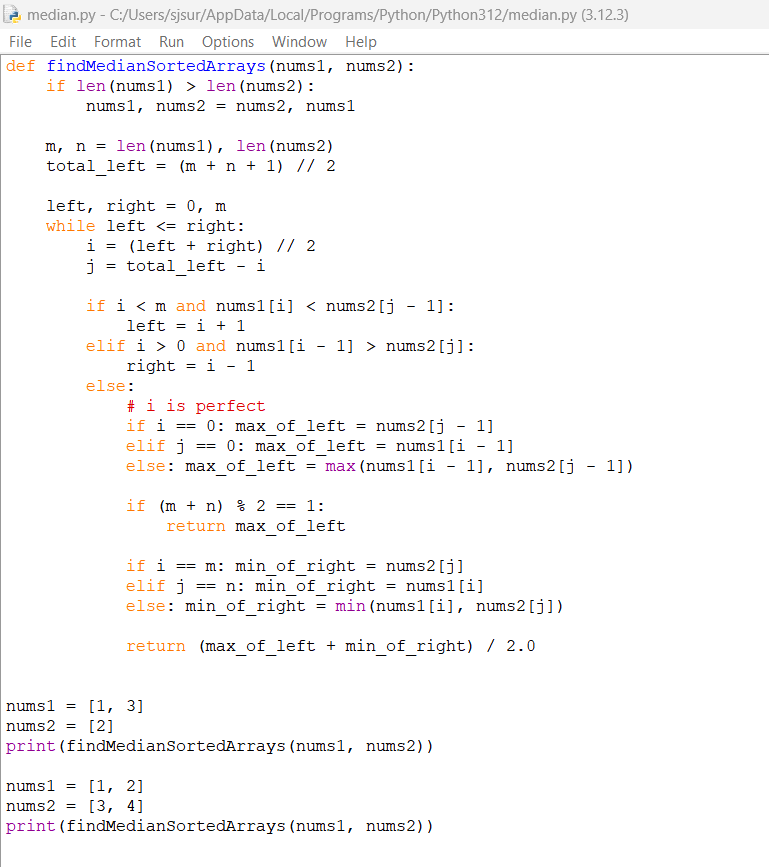 median.py - C:/Users/sjsur/AppData/Local/Programs/Python/Python312/median.py (3.12.3)
File Edit Format Run Options Window Help
def findMedianSortedArrays(nums1, nums2):
    if len(nums1) > len(nums2):
        nums1, nums2 = nums2, nums1

    m, n = len(nums1), len(nums2)
    total_left = (m + n + 1) // 2

    left, right = 0, m
    while left <= right:
        i = (left + right) // 2
        j = total_left - i

        if i < m and nums1[i] < nums2[j - 1]:
            left = i + 1
        elif i > 0 and nums1[i - 1] > nums2[j]:
            right = i - 1
        else:
            # i is perfect
            if i == 0: max_of_left = nums2[j - 1]
            elif j == 0: max_of_left = nums1[i - 1]
            else: max_of_left = max(nums1[i - 1], nums2[j - 1])

            if (m + n) % 2 == 1:
                return max_of_left

            if i == m: min_of_right = nums2[j]
            elif j == n: min_of_right = nums1[i]
            else: min_of_right = min(nums1[i], nums2[j])

            return (max_of_left + min_of_right) / 2.0


nums1 = [1, 3]
nums2 = [2]
print(findMedianSortedArrays(nums1, nums2))

nums1 = [1, 2]
nums2 = [3, 4]
print(findMedianSortedArrays(nums1, nums2))